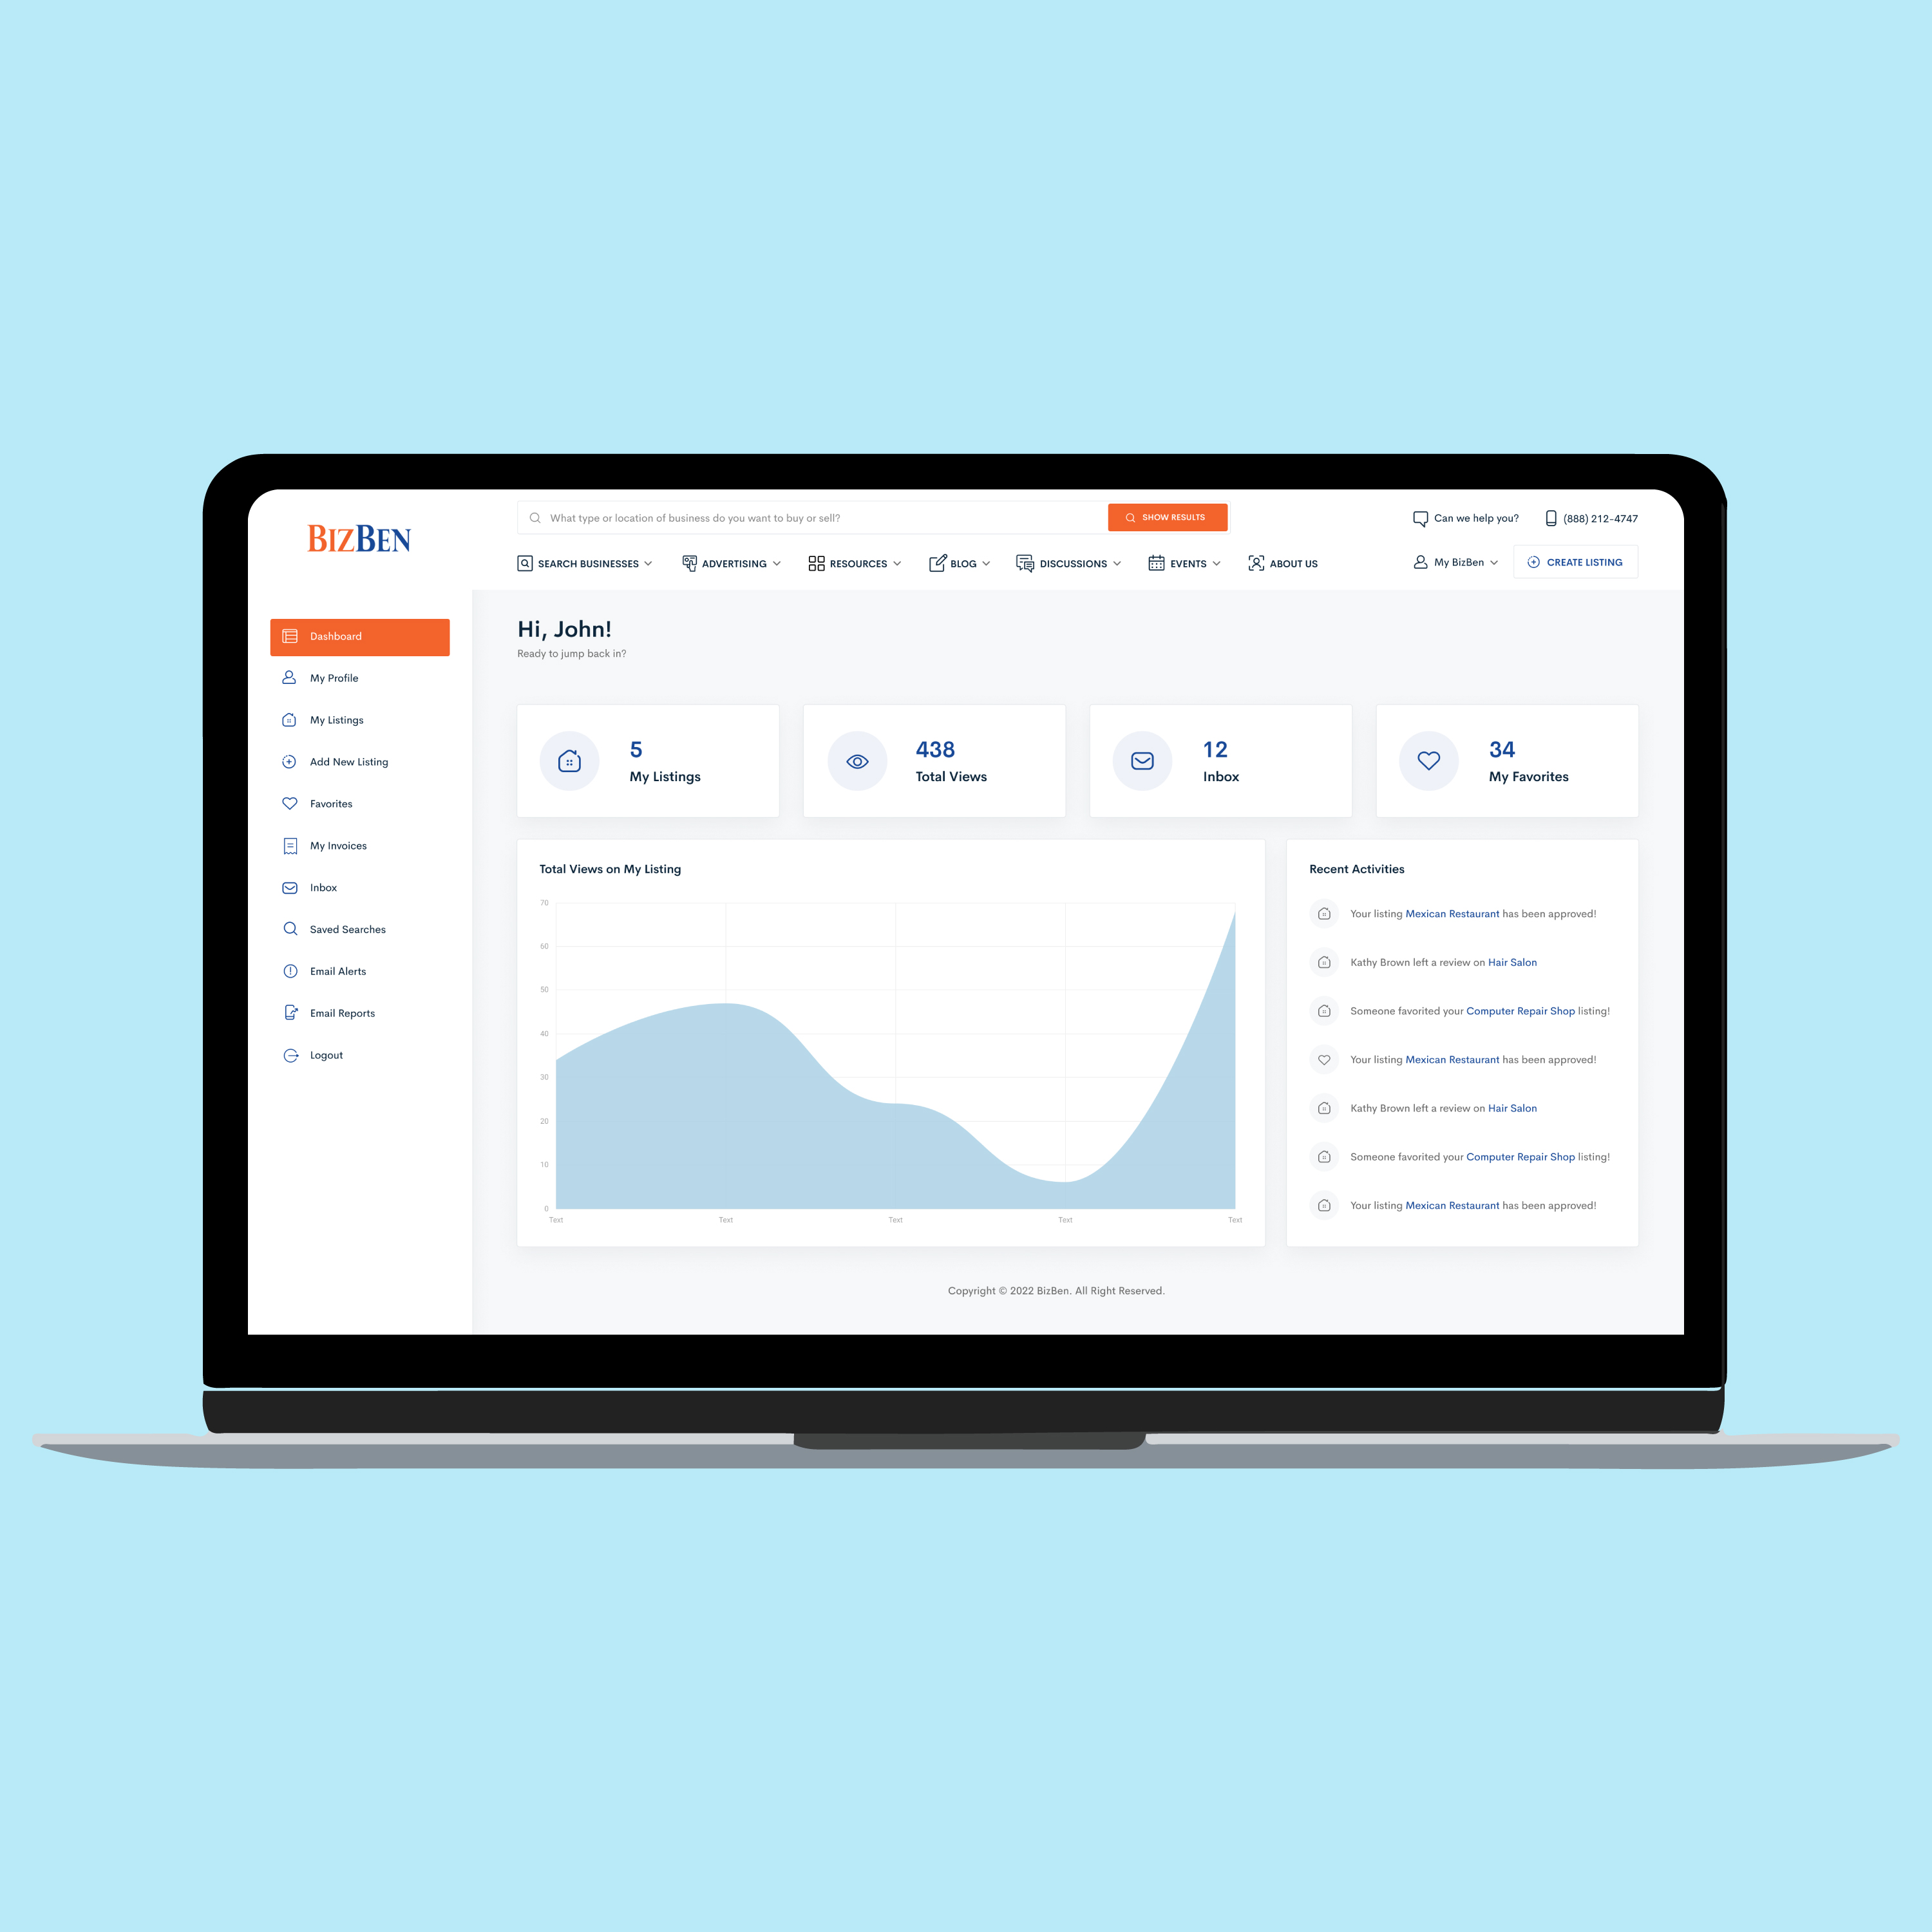 BIZBEN
What type or location of business do you want to buy or sell?
SHOW RESULTS
Can we help you?
(888) 212-4747
SEARCH BUSINESSES
ADVERTISING
RESOURCES
BLOG
DISCUSSIONS
EVENTS
ABOUT US
My BizBen
CREATE LISTING
Dashboard
My Profile
My Listings
Add New Listing
Favorites
My Invoices
Inbox
Saved Searches
Email Alerts
Email Reports
Logout
Hi, John!
Ready to jump back in?
5
My Listings
438
Total Views
12
Inbox
34
My Favorites
Total Views on My Listing
70
60
50
40
30
20
10
0
Text
Text
Text
Text
Text
Recent Activities
Your listing Mexican Restaurant has been approved!
Kathy Brown left a review on Hair Salon
Someone favorited your Computer Repair Shop listing!
Your listing Mexican Restaurant has been approved!
Kathy Brown left a review on Hair Salon
Someone favorited your Computer Repair Shop listing!
Your listing Mexican Restaurant has been approved!
Copyright © 2022 BizBen. All Right Reserved.